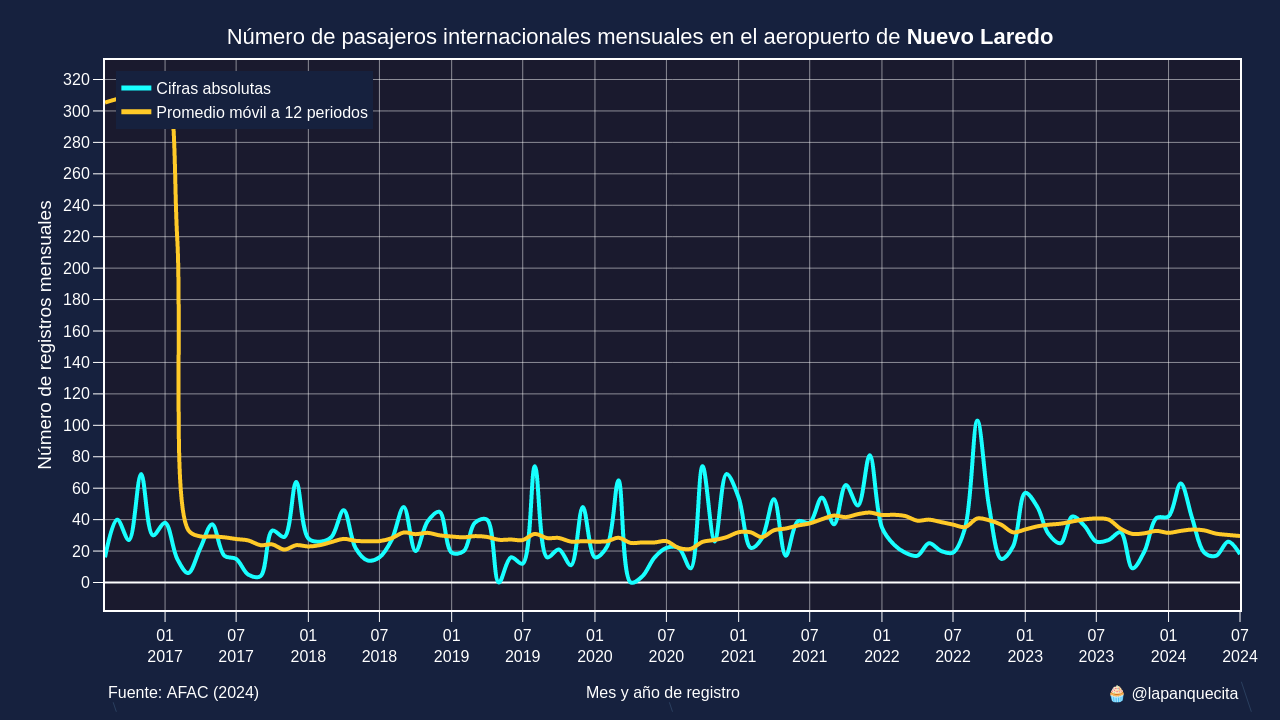 Número de pasajeros internacionales mensuales en el aeropuerto de Nuevo Laredo
Cifras absolutas
Promedio móvil a 12 periodos
Número de registros mensuales
320
300
280
260
240
220
200
180
160
140
120
100
80
60
40
20
0
01 07 01 07 01 07 01 07 01 07 01 07 01 07 01 07
2017 2017 2018 2018 2019 2019 2020 2020 2021 2021 2022 2022 2023 2023 2024 2024
Fuente: AFAC (2024) Mes y año de registro 🧁 @lapanquecita